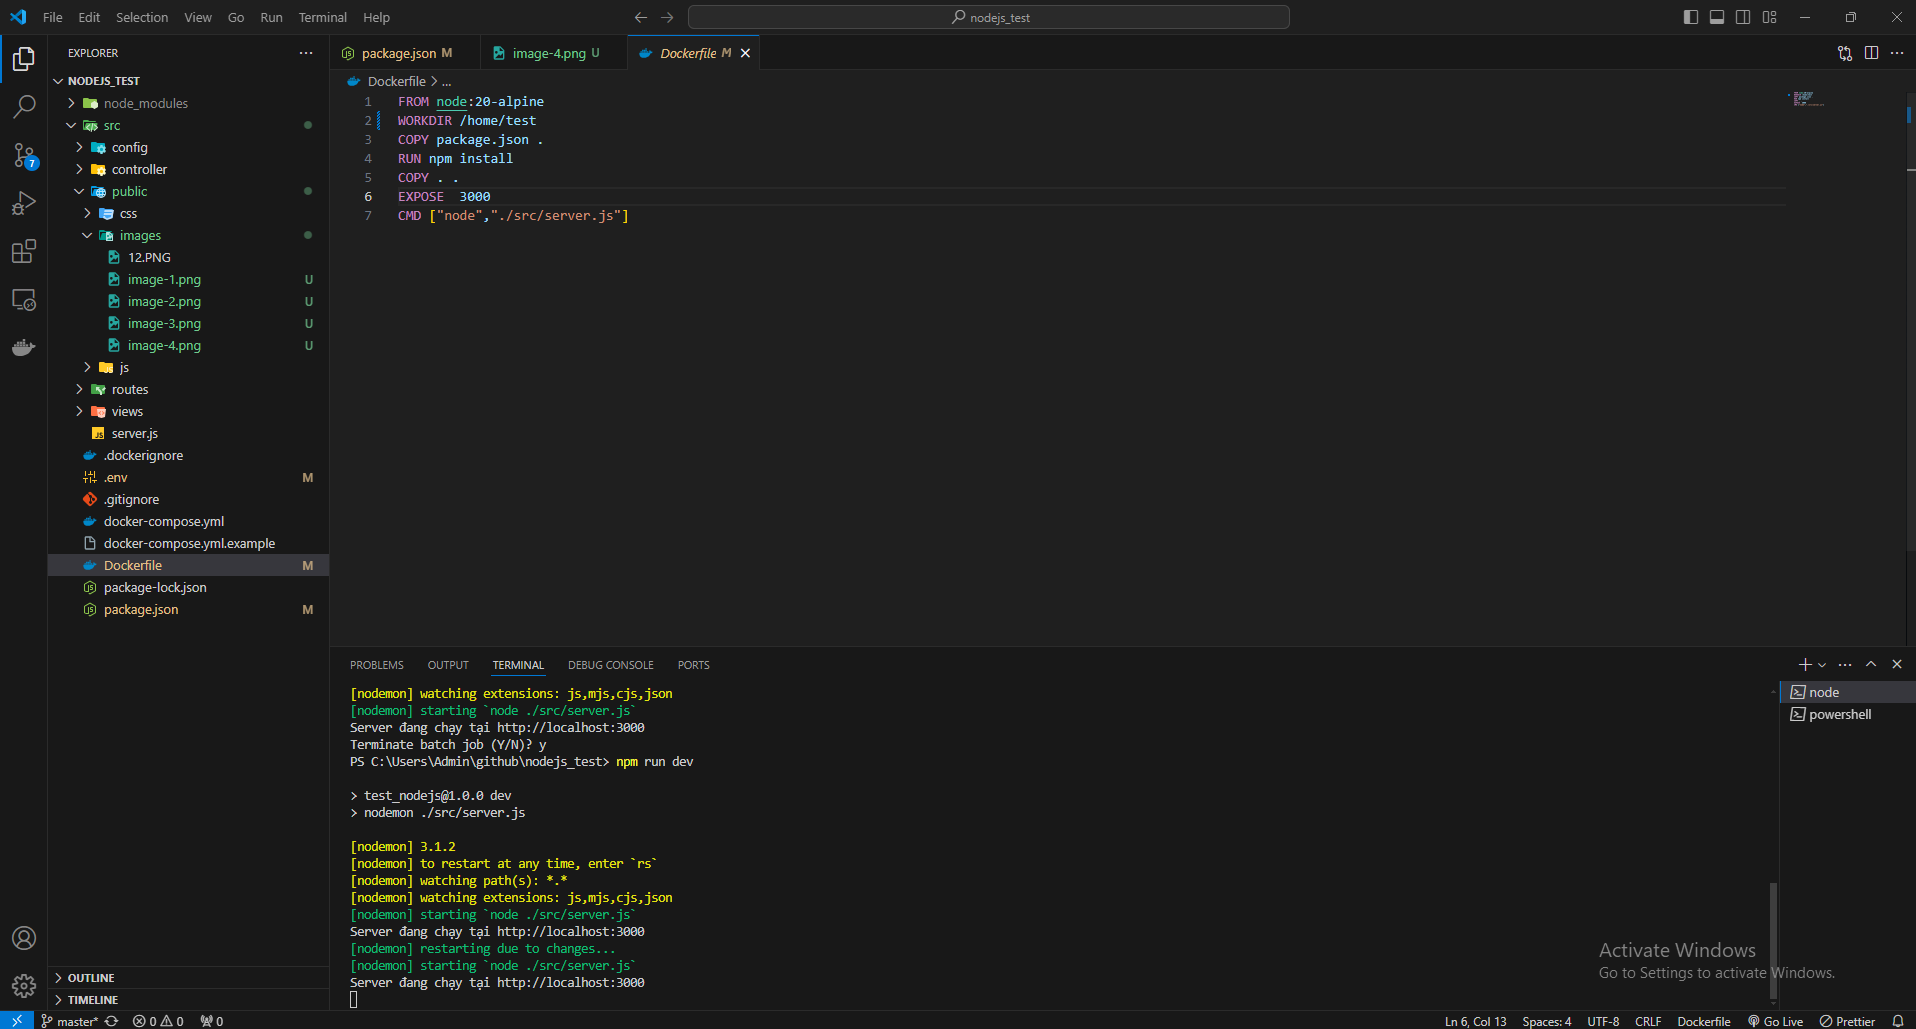 File Edit Selection View Go Run Terminal Help
nodejs_test
EXPLORER
NODEJS_TEST
node_modules
src
config
controller
public
css
images
12.PNG
image-1.png U
image-2.png U
image-3.png U
image-4.png U
js
routes
views
server.js
.dockerignore
.env M
.gitignore
docker-compose.yml
docker-compose.yml.example
Dockerfile M
package-lock.json
package.json M
OUTLINE
TIMELINE
7
package.json M
image-4.png U
Dockerfile M
Dockerfile > ...
1 FROM node:20-alpine
2 WORKDIR /home/test
3 COPY package.json .
4 RUN npm install
5 COPY . .
6 EXPOSE  3000
7 CMD ["node","./src/server.js"]
PROBLEMS OUTPUT TERMINAL DEBUG CONSOLE PORTS
[nodemon] watching extensions: js,mjs,cjs,json
[nodemon] starting `node ./src/server.js`
Server đang chạy tại http://localhost:3000
Terminate batch job (Y/N)? y
PS C:\Users\Admin\github\nodejs_test> npm run dev
> test_nodejs@1.0.0 dev
> nodemon ./src/server.js
[nodemon] 3.1.2
[nodemon] to restart at any time, enter `rs`
[nodemon] watching path(s): *.*
[nodemon] watching extensions: js,mjs,cjs,json
[nodemon] starting `node ./src/server.js`
Server đang chạy tại http://localhost:3000
[nodemon] restarting due to changes...
[nodemon] starting `node ./src/server.js`
Server đang chạy tại http://localhost:3000
node
powershell
Activate Windows
Go to Settings to activate Windows.
master* 0 0 0
Ln 6, Col 13 Spaces: 4 UTF-8 CRLF Dockerfile Go Live Prettier